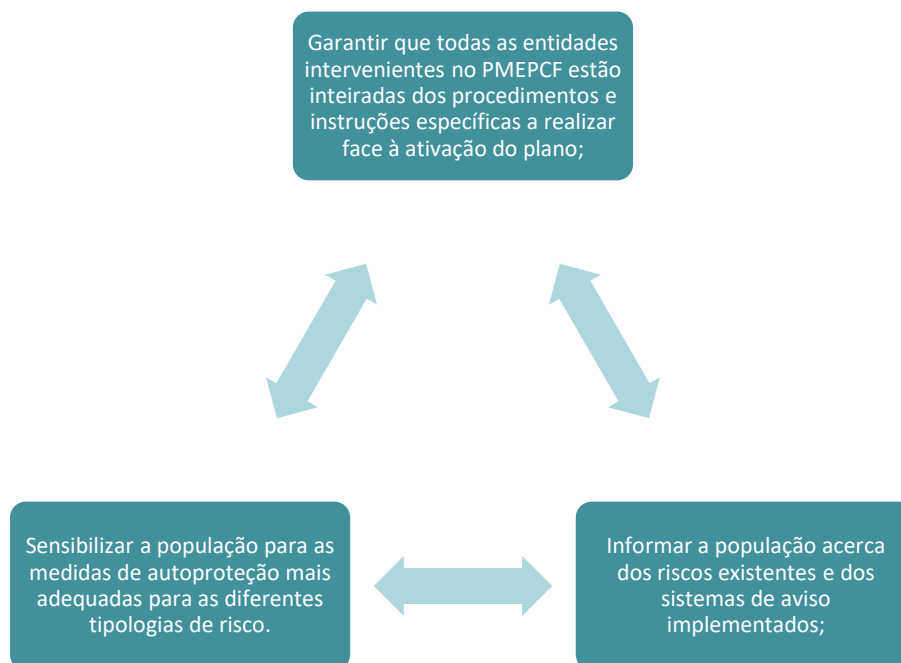 Garantir que todas as entidades
intervenientes no PMEPCF estão
inteiradas dos procedimentos e
instruções específicas a realizar
face à ativação do plano;
Sensibilizar a população para as
medidas de autoproteção mais
adequadas para as diferentes
tipologias de risco.
Informar a população acerca
dos riscos existentes e dos
sistemas de aviso
implementados;